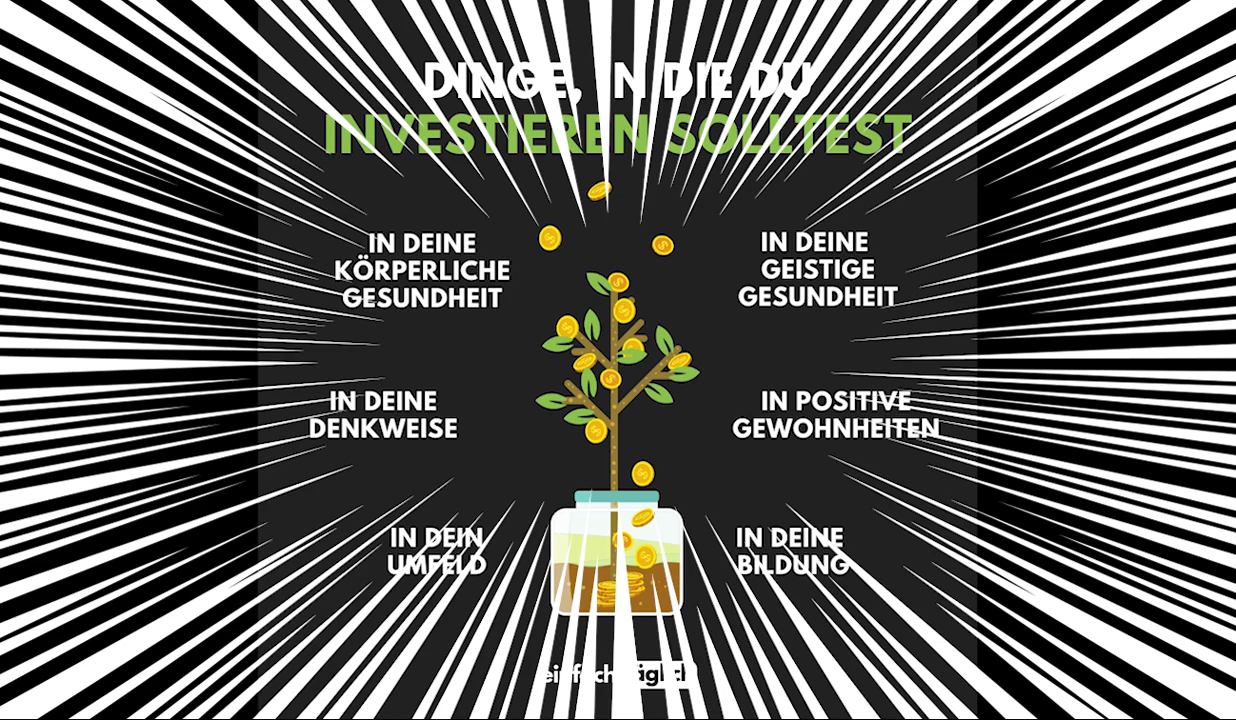 DINGE, IN DIE DU
INVESTIEREN SOLLTEST
IN DEINE
KÖRPERLICHE
GESUNDHEIT
IN DEINE
GEISTIGE
GESUNDHEIT
IN DEINE
DENKWEISE
IN POSITIVE
GEWOHNHEITEN
IN DEIN
UMFELD
IN DEINE
BILDUNG
einfach